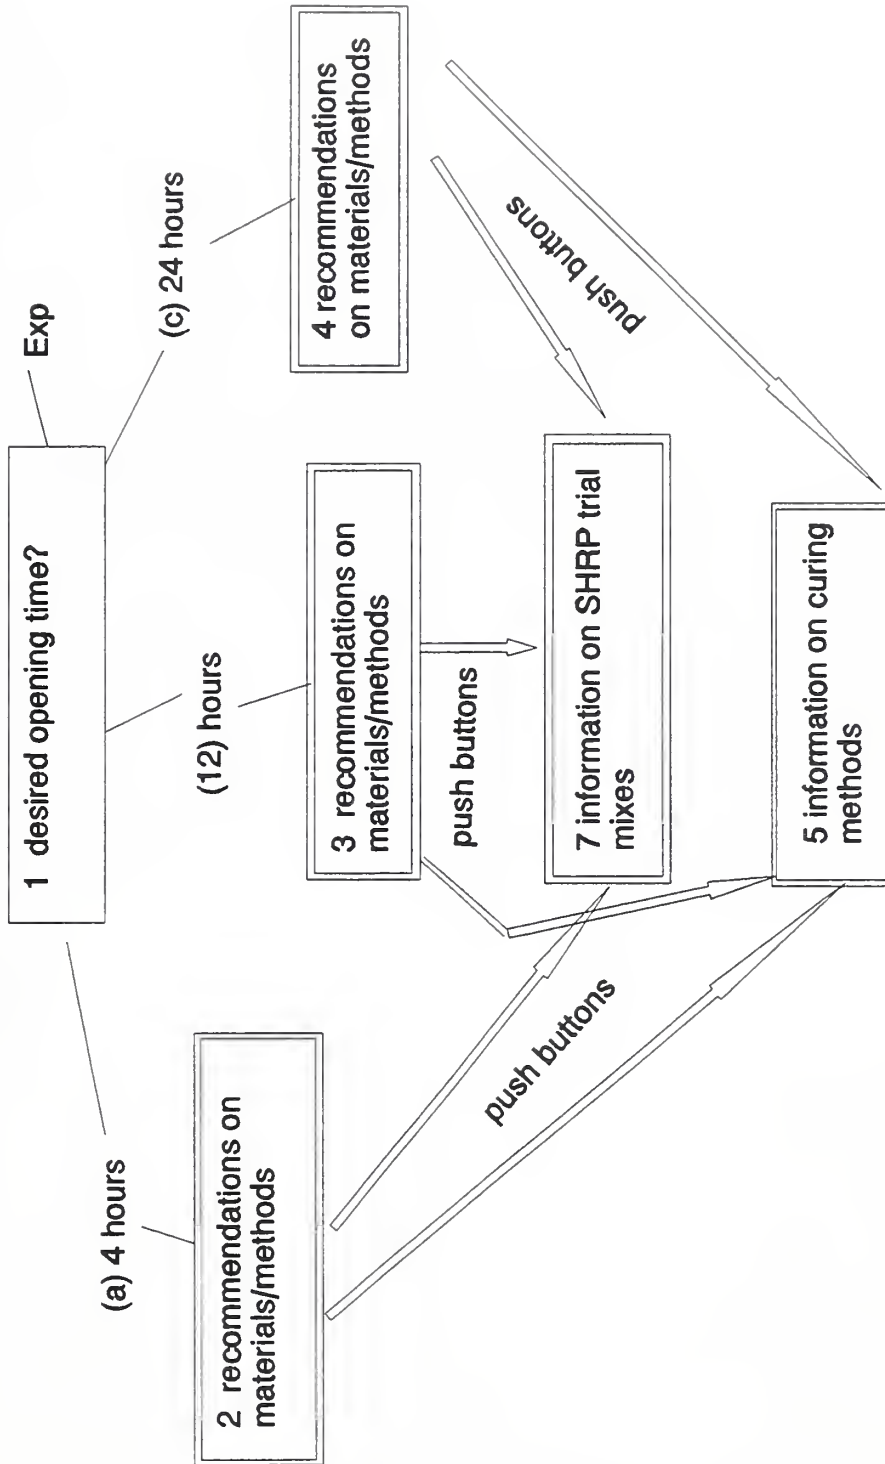 1 desired opening time?
Exp
(a) 4 hours
(12) hours
(c) 24 hours
2 recommendations on
materials/methods
3 recommendations on
materials/methods
4 recommendations
on materials/methods
push buttons
push buttons
push buttons
7 information on SHRP trial
mixes
5 information on curing
methods